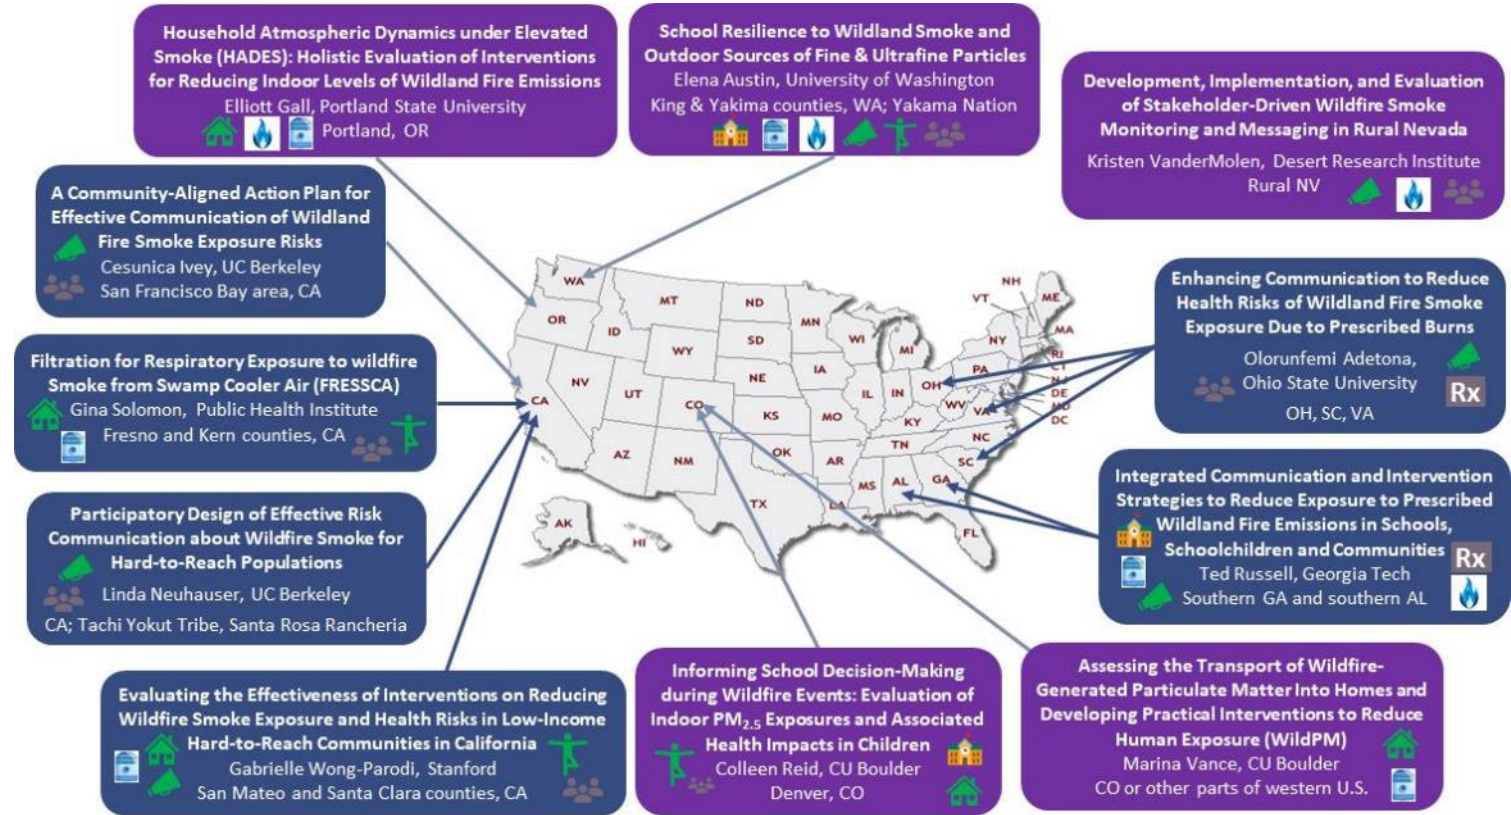 Household Atmospheric Dynamics under Elevated
Smoke (HADES): Holistic Evaluation of Interventions
for Reducing Indoor Levels of Wildland Fire Emissions
Elliott Gall, Portland State University
Portland, OR
School Resilience to Wildland Smoke and
Outdoor Sources of Fine & Ultrafine Particles
Elena Austin, University of Washington
King & Yakima counties, WA; Yakama Nation
Development, Implementation, and Evaluation
of Stakeholder-Driven Wildfire Smoke
Monitoring and Messaging in Rural Nevada
Kristen VanderMolen, Desert Research Institute
Rural NV
A Community-Aligned Action Plan for
Effective Communication of Wildland
Fire Smoke Exposure Risks
Cesunica Ivey, UC Berkeley
San Francisco Bay area, CA
Filtration for Respiratory Exposure to wildfire
Smoke from Swamp Cooler Air (FRESSCA)
Gina Solomon, Public Health Institute
Fresno and Kern counties, CA
Participatory Design of Effective Risk
Communication about Wildfire Smoke for
Hard-to-Reach Populations
Linda Neuhauser, UC Berkeley
CA; Tachi Yokut Tribe, Santa Rosa Rancheria
Evaluating the Effectiveness of Interventions on Reducing
Wildfire Smoke Exposure and Health Risks in Low-Income
Hard-to-Reach Communities in California
Gabrielle Wong-Parodi, Stanford
San Mateo and Santa Clara counties, CA
WA
OR
CA
NV
ID
MT
WY
UT
AZ
CO
NM
ND
SD
NE
KS
OK
TX
MN
IA
MO
AR
LA
WI
IL
MS
MI
IN
KY
TN
AL
OH
WV
VA
NC
SC
GA
FL
PA
NY
VT
NH
ME
MA
RI
CT
NJ
DE
MD
DC
AK
HI
Enhancing Communication to Reduce
Health Risks of Wildland Fire Smoke
Exposure Due to Prescribed Burns
Olorunfemi Adetona,
Ohio State University
Rx
OH, SC, VA
Integrated Communication and Intervention
Strategies to Reduce Exposure to Prescribed
Wildland Fire Emissions in Schools,
Schoolchildren and Communities
Rx
Ted Russell, Georgia Tech
Southern GA and southern AL
Informing School Decision-Making
during Wildfire Events: Evaluation of
Indoor PM2.5 Exposures and Associated
Health Impacts in Children
Colleen Reid, CU Boulder
Denver, CO
Assessing the Transport of Wildfire-
Generated Particulate Matter Into Homes and
Developing Practical Interventions to Reduce
Human Exposure (WildPM)
Marina Vance, CU Boulder
CO or other parts of western U.S.